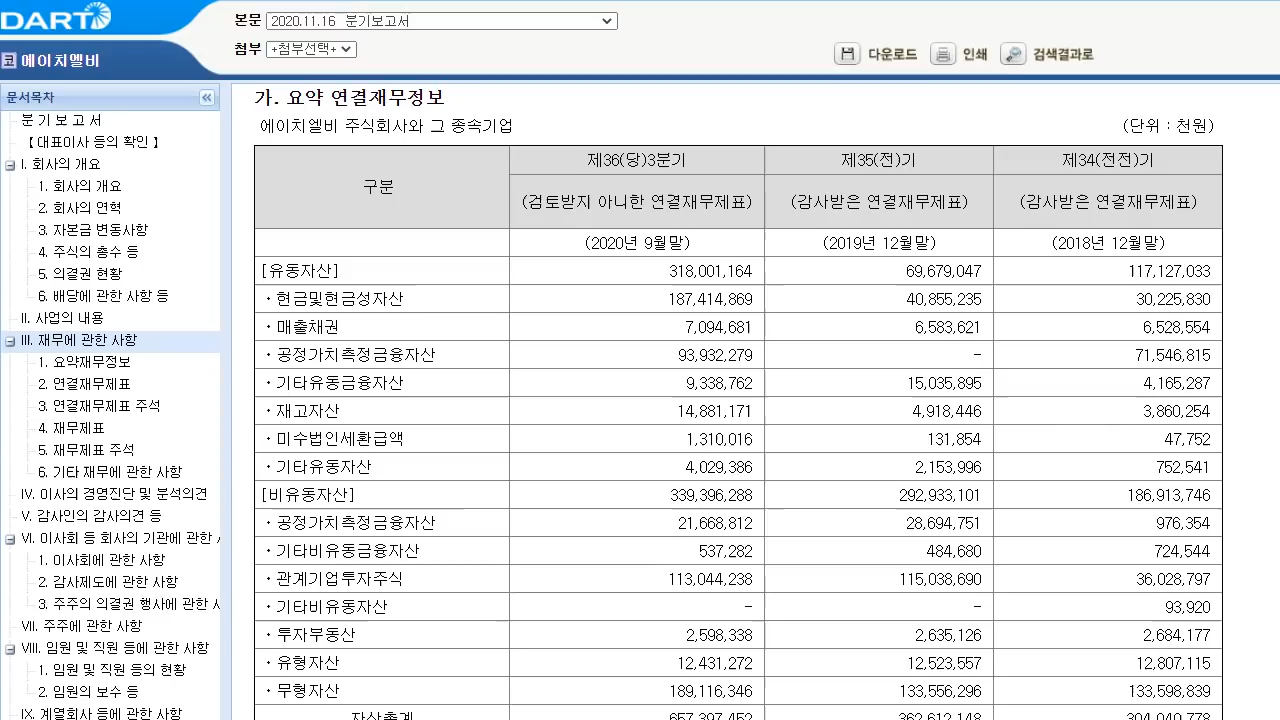 DART
본문 2020.11.16 분기보고서
첨부 +첨부선택+
다운로드 인쇄 검색결과로
코 에이치엘비
문서목차
분 기 보 고 서
【 대표이사 등의 확인 】
I. 회사의 개요
1. 회사의 개요
2. 회사의 연혁
3. 자본금 변동사항
4. 주식의 총수 등
5. 의결권 현황
6. 배당에 관한 사항 등
II. 사업의 내용
III. 재무에 관한 사항
1. 요약재무정보
2. 연결재무제표
3. 연결재무제표 주석
4. 재무제표
5. 재무제표 주석
6. 기타 재무에 관한 사항
IV. 이사의 경영진단 및 분석의견
V. 감사인의 감사의견 등
VI. 이사회 등 회사의 기관에 관한
1. 이사회에 관한 사항
2. 감사제도에 관한 사항
3. 주주의 의결권 행사에 관한
VII. 주주에 관한 사항
VIII. 임원 및 직원 등에 관한 사항
1. 임원 및 직원 등의 현황
2. 임원의 보수 등
IX. 계열회사 등에 관한 사항
가. 요약 연결재무정보
에이치엘비 주식회사와 그 종속기업 (단위 : 천원)
구분 제36(당)3분기 제35(전)기 제34(전전)기
(검토받지 아니한 연결재무제표) (감사받은 연결재무제표) (감사받은 연결재무제표)
(2020년 9월말) (2019년 12월말) (2018년 12월말)
[유동자산] 318,001,164 69,679,047 117,127,033
ㆍ현금및현금성자산 187,414,869 40,855,235 30,225,830
ㆍ매출채권 7,094,681 6,583,621 6,528,554
ㆍ공정가치측정금융자산 93,932,279 - 71,546,815
ㆍ기타유동금융자산 9,338,762 15,035,895 4,165,287
ㆍ재고자산 14,881,171 4,918,446 3,860,254
ㆍ미수법인세환급액 1,310,016 131,854 47,752
ㆍ기타유동자산 4,029,386 2,153,996 752,541
[비유동자산] 339,396,288 292,933,101 186,913,746
ㆍ공정가치측정금융자산 21,668,812 28,694,751 976,354
ㆍ기타비유동금융자산 537,282 484,680 724,544
ㆍ관계기업투자주식 113,044,238 115,038,690 36,028,797
ㆍ기타비유동자산 - - 93,920
ㆍ투자부동산 2,598,338 2,635,126 2,684,177
ㆍ유형자산 12,431,272 12,523,557 12,807,115
ㆍ무형자산 189,116,346 133,556,296 133,598,839
자산총계 657,397,452 362,612,148 304,040,778